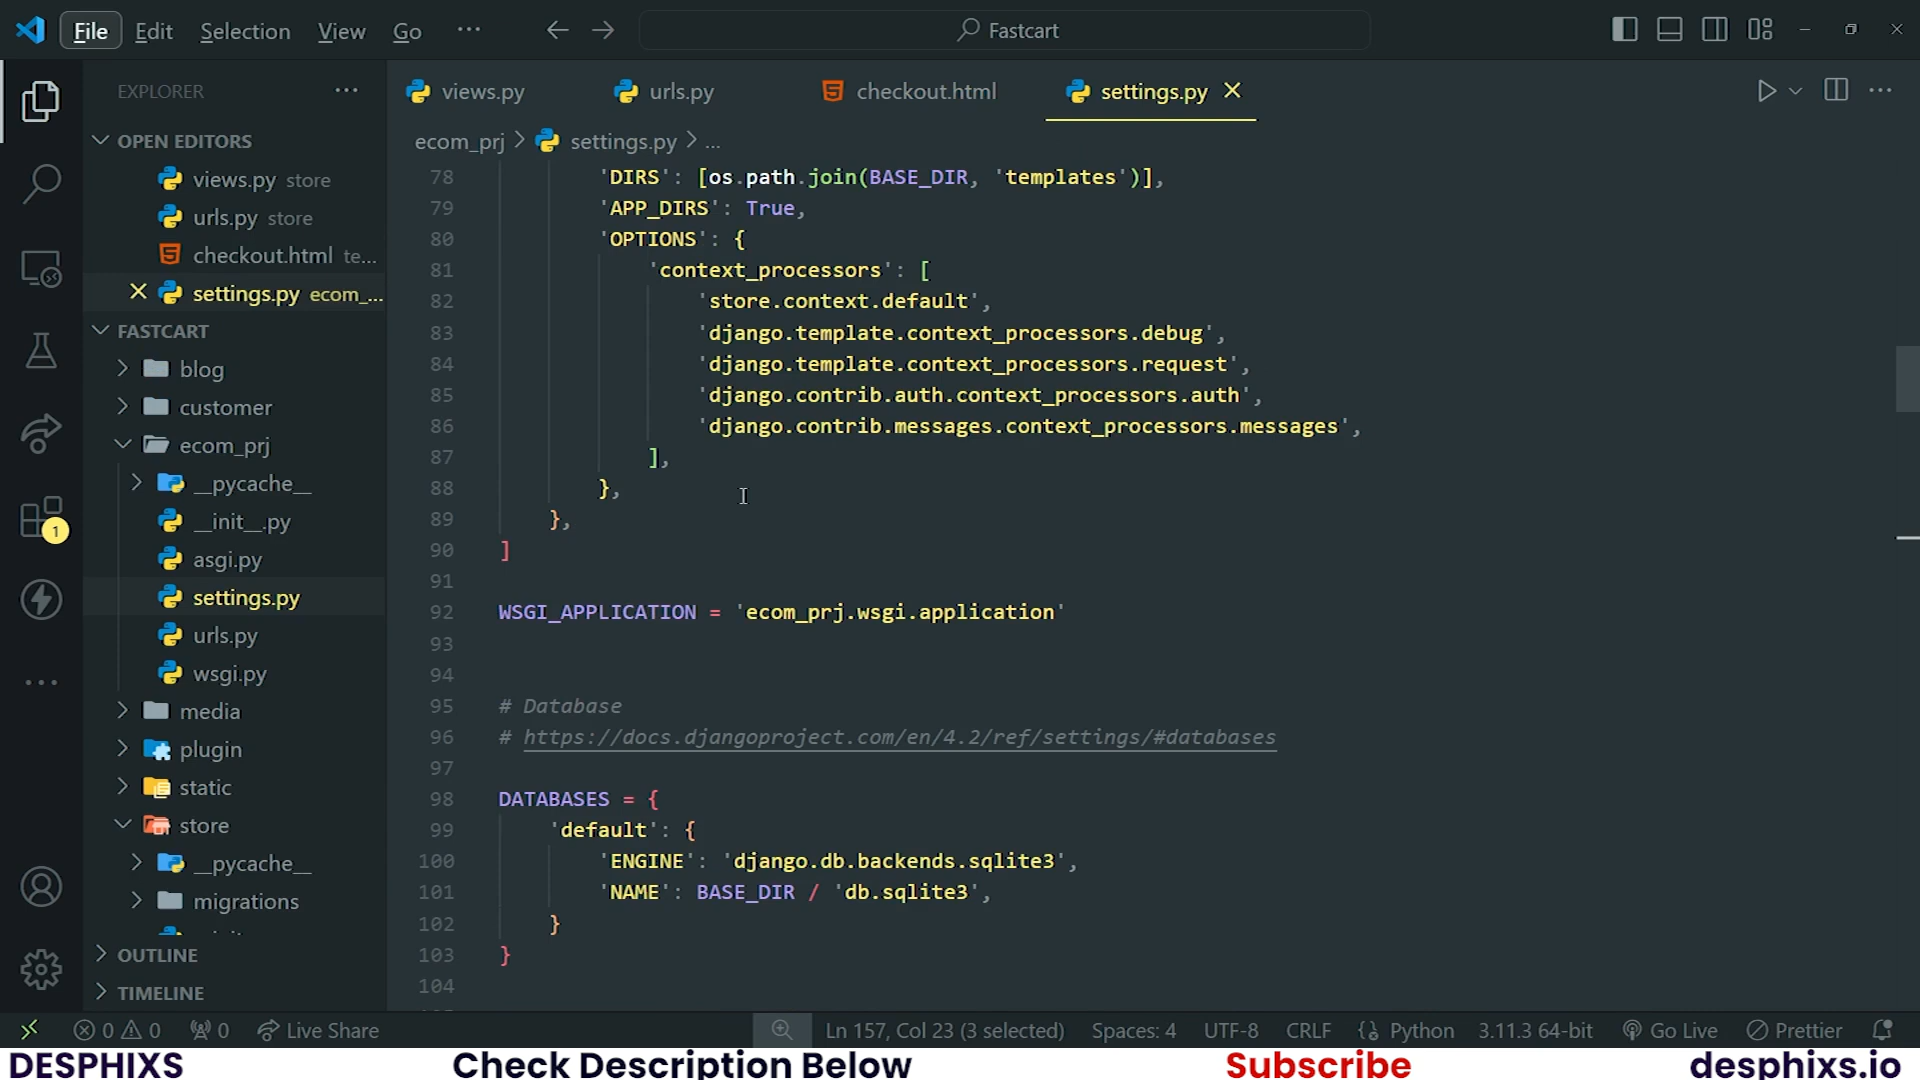 File Edit Selection View Go ··· Fastcart
EXPLORER ···
OPEN EDITORS
views.py store
urls.py store
checkout.html te...
settings.py ecom_...
FASTCART
blog
customer
ecom_prj
__pycache__
__init__.py
asgi.py
settings.py
urls.py
wsgi.py
media
plugin
static
store
__pycache__
migrations
OUTLINE
TIMELINE
1
views.py urls.py checkout.html settings.py
ecom_prj > settings.py > ...
78 'DIRS': [os.path.join(BASE_DIR, 'templates')],
79 'APP_DIRS': True,
80 'OPTIONS': {
81 'context_processors': [
82 'store.context.default',
83 'django.template.context_processors.debug',
84 'django.template.context_processors.request',
85 'django.contrib.auth.context_processors.auth',
86 'django.contrib.messages.context_processors.messages',
87 ],
88 },
89 },
90 ]
91
92 WSGI_APPLICATION = 'ecom_prj.wsgi.application'
93
94
95 # Database
96 # https://docs.djangoproject.com/en/4.2/ref/settings/#databases
97
98 DATABASES = {
99 'default': {
100 'ENGINE': 'django.db.backends.sqlite3',
101 'NAME': BASE_DIR / 'db.sqlite3',
102 }
103 }
104
0 0 0 Live Share Ln 157, Col 23 (3 selected) Spaces: 4 UTF-8 CRLF Python 3.11.3 64-bit Go Live Prettier
DESPHIXS Check Description Below Subscribe desphixs.io